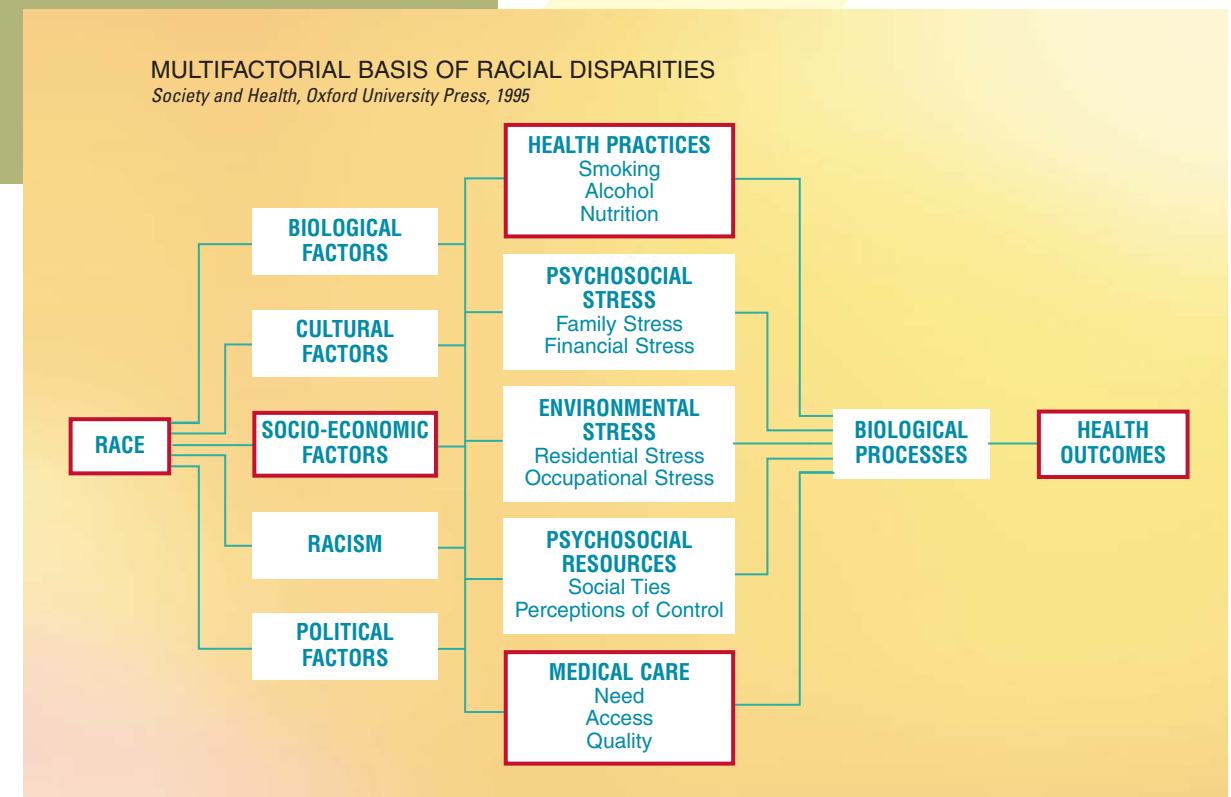 MULTIFACTORIAL BASIS OF RACIAL DISPARITIES
Society and Health, Oxford University Press, 1995
RACE
BIOLOGICAL
FACTORS
CULTURAL
FACTORS
SOCIO-ECONOMIC
FACTORS
RACISM
POLITICAL
FACTORS
HEALTH PRACTICES
Smoking
Alcohol
Nutrition
PSYCHOSOCIAL
STRESS
Family Stress
Financial Stress
ENVIRONMENTAL
STRESS
Residential Stress
Occupational Stress
PSYCHOSOCIAL
RESOURCES
Social Ties
Perceptions of Control
MEDICAL CARE
Need
Access
Quality
BIOLOGICAL
PROCESSES
HEALTH
OUTCOMES